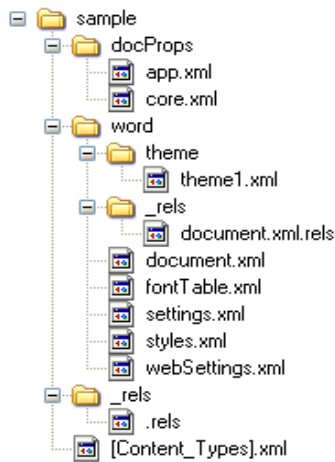 sample
docProps
app.xml
core.xml
word
theme
theme1.xml
_rels
document.xml.rels
document.xml
fontTable.xml
settings.xml
styles.xml
webSettings.xml
_rels
.rels
[Content_Types].xml